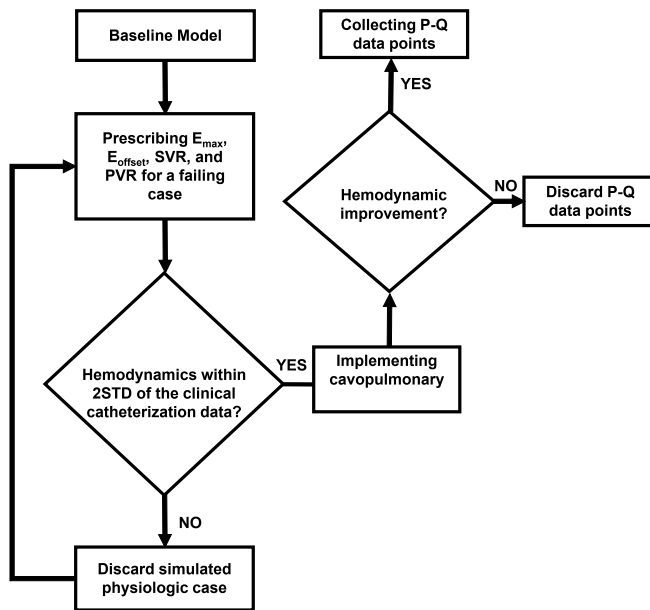 Baseline Model
Prescribing Emax,
Eoffset, SVR, and
PVR for a failing
case
Hemodynamics within
2STD of the clinical
catheterization data?
NO
Discard simulated
physiologic case
YES
Implementing
cavopulmonary
Hemodynamic
improvement?
NO
Discard P-Q
data points
YES
Collecting P-Q
data points